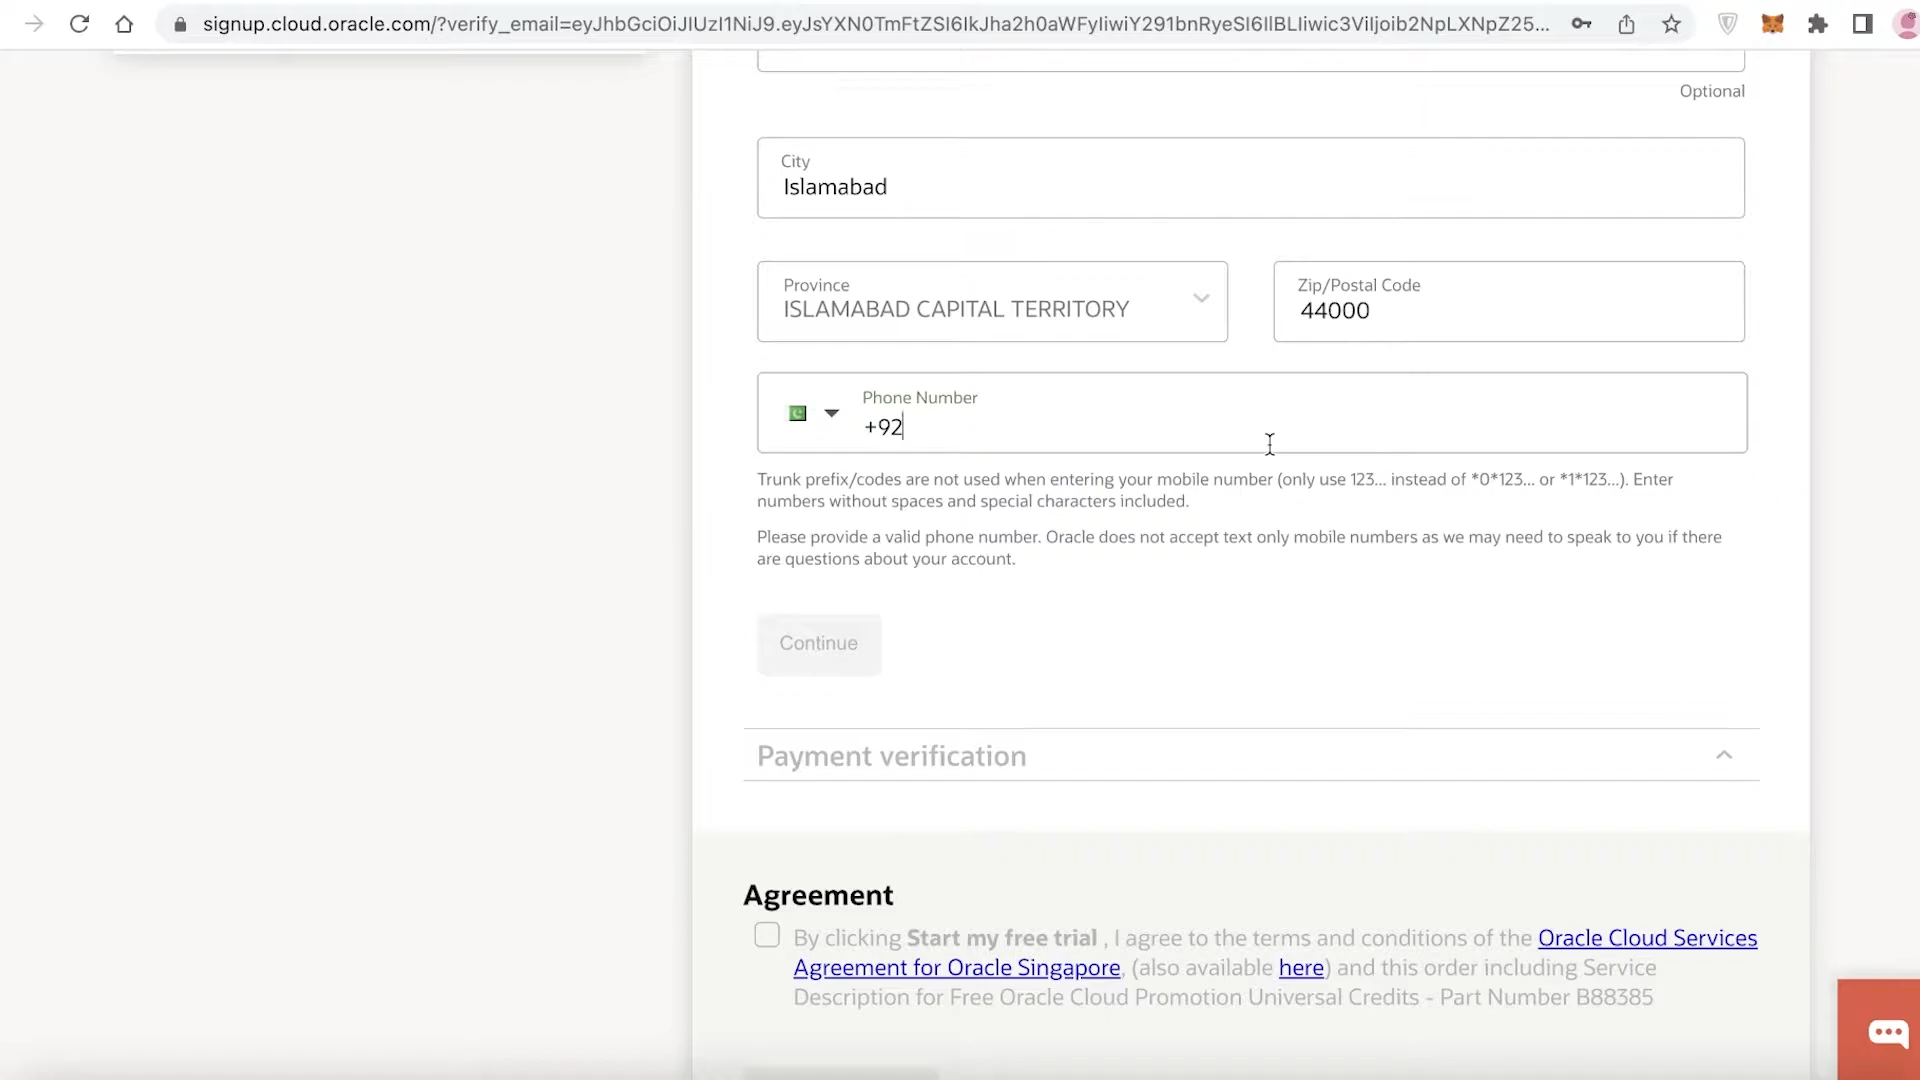 signup.cloud.oracle.com/?verify_email=eyJhbGciOiJIUzI1NiJ9.eyJsYXN0TmFtZSI6IkJha2h0aWFyIiwiY291bnRyeSI6IlBLIiwic3ViIjoib2NpLXNpZ25...
Optional
City
Islamabad
Province
ISLAMABAD CAPITAL TERRITORY
Zip/Postal Code
44000
Phone Number
+92
Trunk prefix/codes are not used when entering your mobile number (only use 123... instead of *0*123... or *1*123...). Enter
numbers without spaces and special characters included.
Please provide a valid phone number. Oracle does not accept text only mobile numbers as we may need to speak to you if there
are questions about your account.
Continue
Payment verification
Agreement
By clicking Start my free trial , I agree to the terms and conditions of the Oracle Cloud Services
Agreement for Oracle Singapore, (also available here) and this order including Service
Description for Free Oracle Cloud Promotion Universal Credits - Part Number B88385